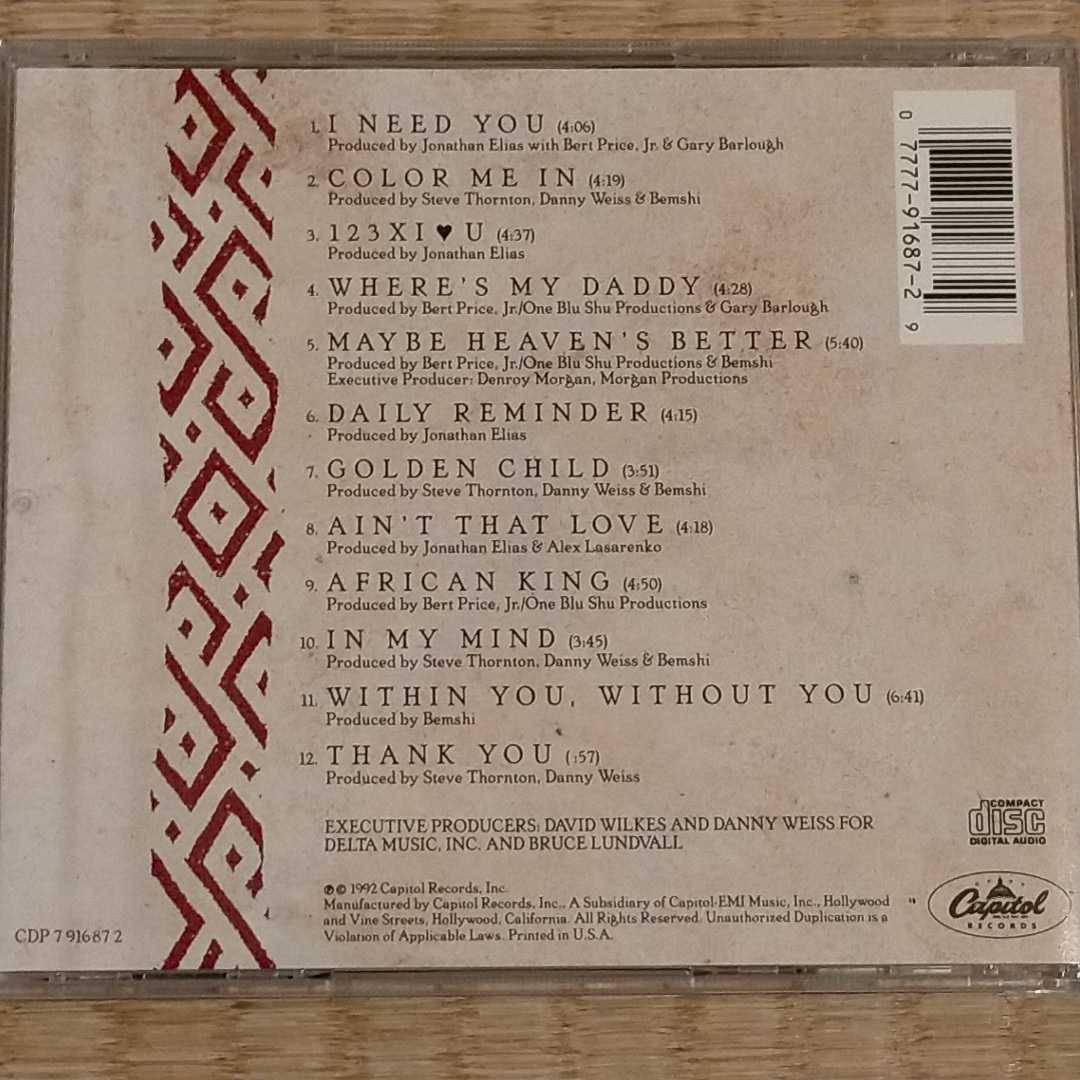 1. I NEED YOU (4:06)
Produced by Jonathan Elias with Bert Price, Jr. & Gary Barlough
2. COLOR ME IN (4:19)
Produced by Steve Thornton, Danny Weiss & Bemshi
3. 123XI ♥ U (4:37)
Produced by Jonathan Elias
4. WHERE'S MY DADDY (4:28)
Produced by Bert Price, Jr./One Blu Shu Productions & Gary Barlough
5. MAYBE HEAVEN'S BETTER (5:40)
Produced by Bert Price, Jr./One Blu Shu Productions & Bemshi
Executive Producer: Denroy Morgan, Morgan Productions
6. DAILY REMINDER (4:15)
Produced by Jonathan Elias
7. GOLDEN CHILD (3:51)
Produced by Steve Thornton, Danny Weiss & Bemshi
8. AIN'T THAT LOVE (4:18)
Produced by Jonathan Elias & Alex Lasarenko
9. AFRICAN KING (4:50)
Produced by Bert Price, Jr./One Blu Shu Productions
10. IN MY MIND (3:45)
Produced by Steve Thornton, Danny Weiss & Bemshi
11. WITHIN YOU, WITHOUT YOU (6:41)
Produced by Bemshi
12. THANK YOU (:57)
Produced by Steve Thornton, Danny Weiss
EXECUTIVE PRODUCERS: DAVID WILKES AND DANNY WEISS FOR
DELTA MUSIC, INC. AND BRUCE LUNDVALL
℗© 1992 Capitol Records, Inc.
Manufactured by Capitol Records, Inc., A Subsidiary of Capitol-EMI Music, Inc., Hollywood
and Vine Streets, Hollywood, California. All Rights Reserved. Unauthorized Duplication is a
Violation of Applicable Laws. Printed in U.S.A.
CDP 7 91687 2
0 7777-91687-2 9
COMPACT
disc
DIGITAL AUDIO
Capitol
RECORDS